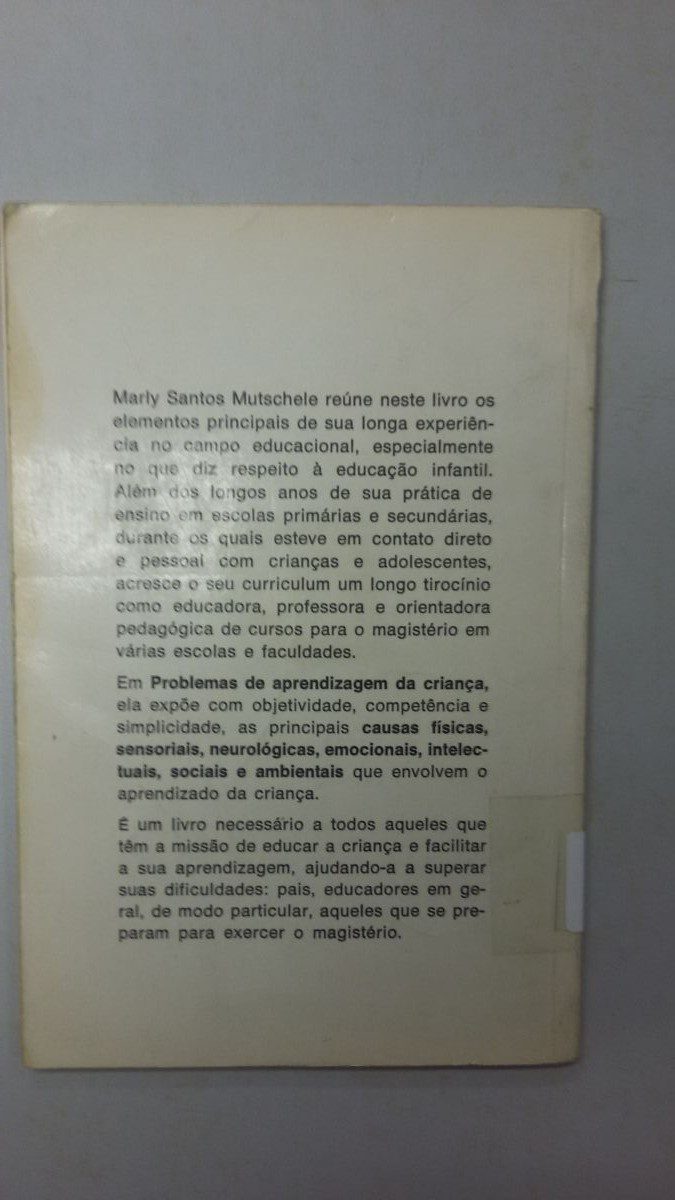 Marly Santos Mutschele reúne neste livro os
elementos principais de sua longa experiên-
cia no campo educacional, especialmente
no que diz respeito à educação infantil.
Além dos longos anos de sua prática de
ensino em escolas primárias e secundárias,
durante os quais esteve em contato direto
e pessoal com crianças e adolescentes,
acresce o seu curriculum um longo tirocínio
como educadora, professora e orientadora
pedagógica de cursos para o magistério em
várias escolas e faculdades.
Em Problemas de aprendizagem da criança,
ela expõe com objetividade, competência e
simplicidade, as principais causas físicas,
sensoriais, neurológicas, emocionais, intelec-
tuais, sociais e ambientais que envolvem o
aprendizado da criança.
É um livro necessário a todos aqueles que
têm a missão de educar a criança e facilitar
a sua aprendizagem, ajudando-a a superar
suas dificuldades: pais, educadores em ge-
ral, de modo particular, aqueles que se pre-
param para exercer o magistério.